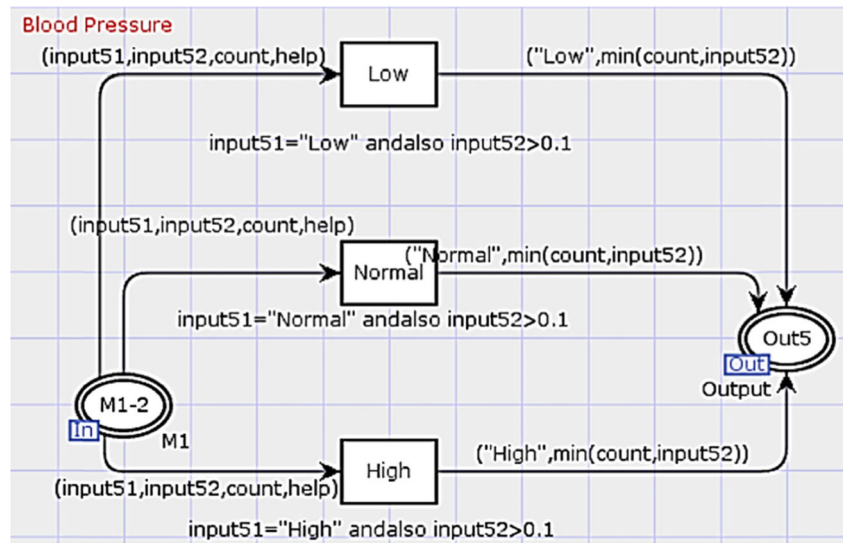 Blood Pressure
(input51,input52,count,help)
Low
("Low",min(count,input52))
input51="Low" andalso input52>0.1
(input51,input52,count,help)
Normal
("Normal",min(count,input52))
input51="Normal" andalso input52>0.1
Out5
Out
Output
M1-2
In
M1
High
("High",min(count,input52))
(input51,input52,count,help)
input51="High" andalso input52>0.1